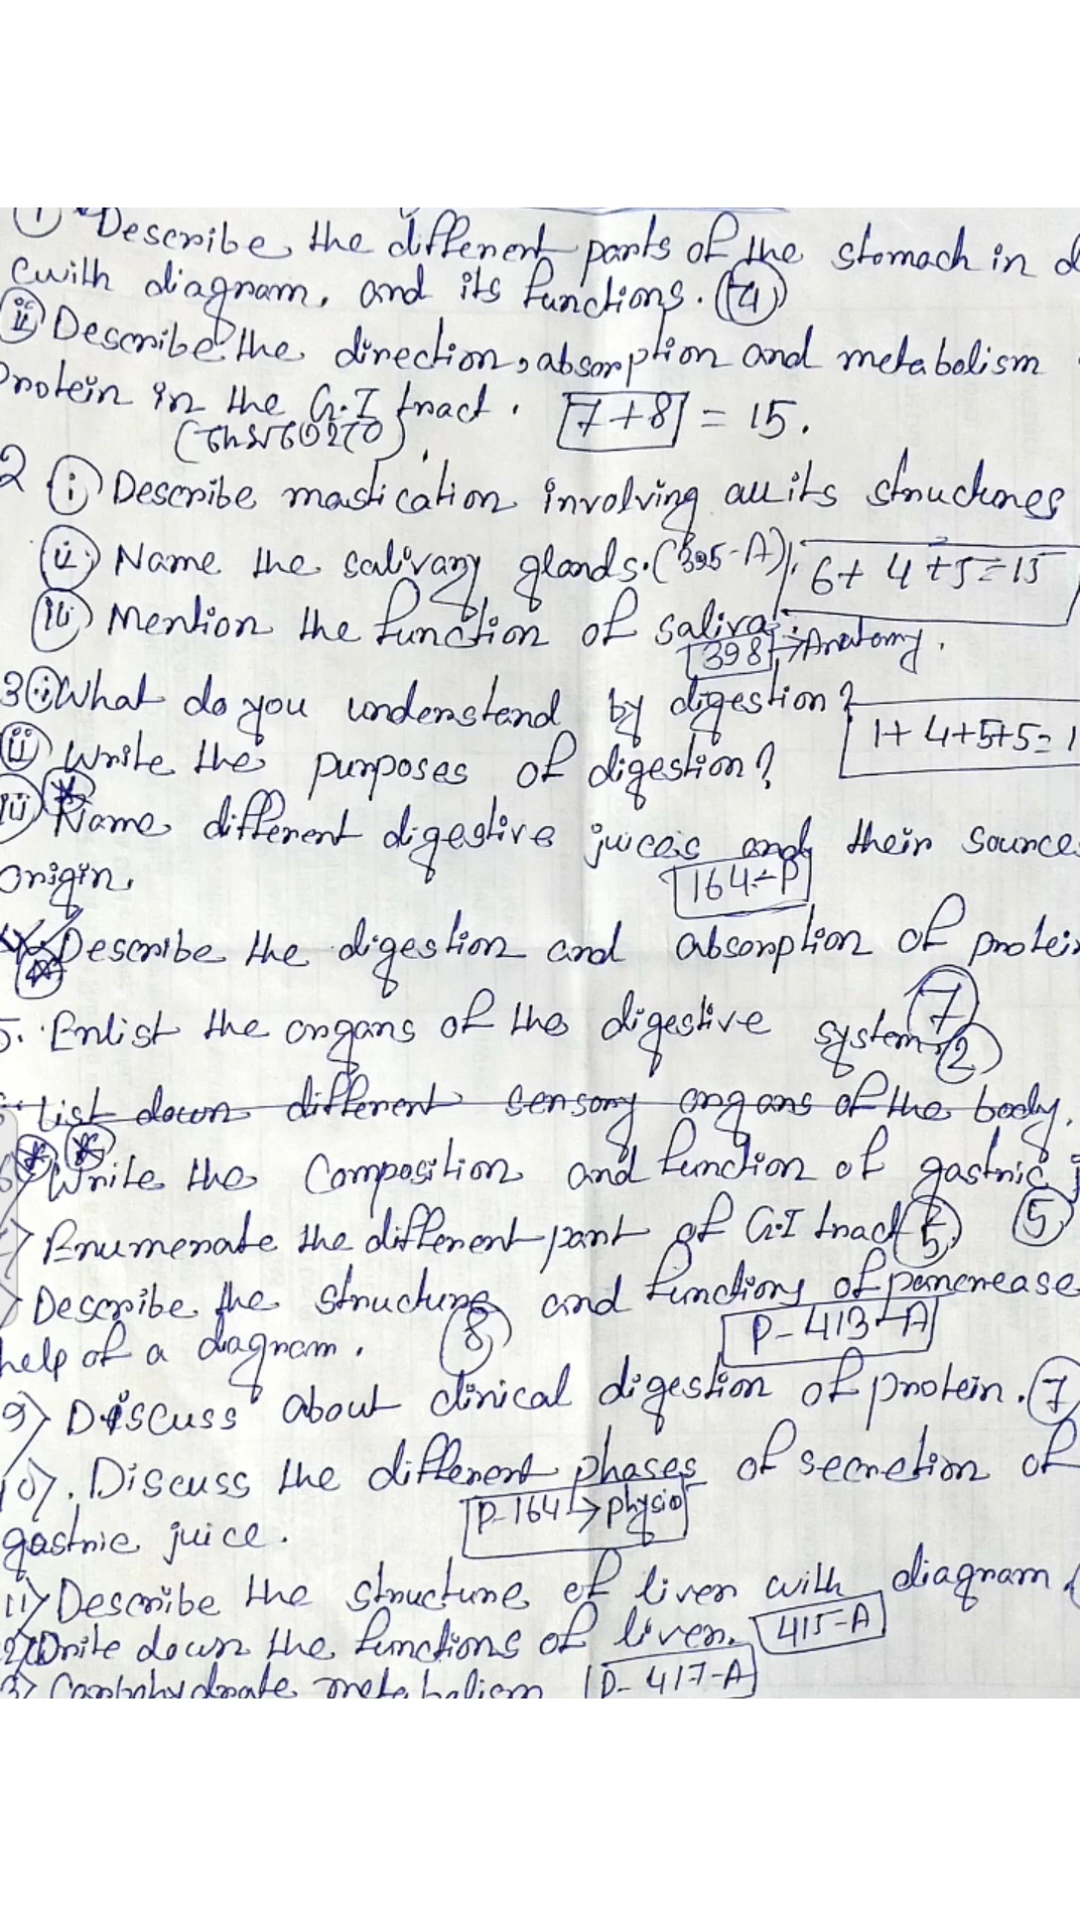 ① Describe the different parts of the stomach in d
(with diagram, and its functions. (7)
ii) Describe the direction, absorption and metabolism
Protein in the G.I tract. 7+8 = 15.
2 i) Describe mastication involving all its structures
ii) Name the salivary glands. (395-A) 6+ 4 +5=15
iii) Mention the function of saliva.
398 → Anatomy.
3 i) What do you understand by digestion?
ii) Write the purposes of digestion? 1+ 4+5+5= 1
iii) Name different digestive juices and their source
origin. 164-P
Describe the digestion and absorption of protein
(7)
5. Enlist the organs of the digestive system. (2)
List down different sensory organs of the body.
6) Write the Composition and function of gastric j
(5)
7) Enumerate the different part of G.I tract (5)
Describe the structure and functions of pancrease
help of a dagram. (8) P-413-A
9) Discuss about clinical digestion of protein. (7
10). Discuss the different phases of secretion of
gastric juice. P-164 → physio
11) Describe the structure of liver with diagram.
2) Write down the functions of liver. 415-A
3) Carbohydrate metabolism P-417-A